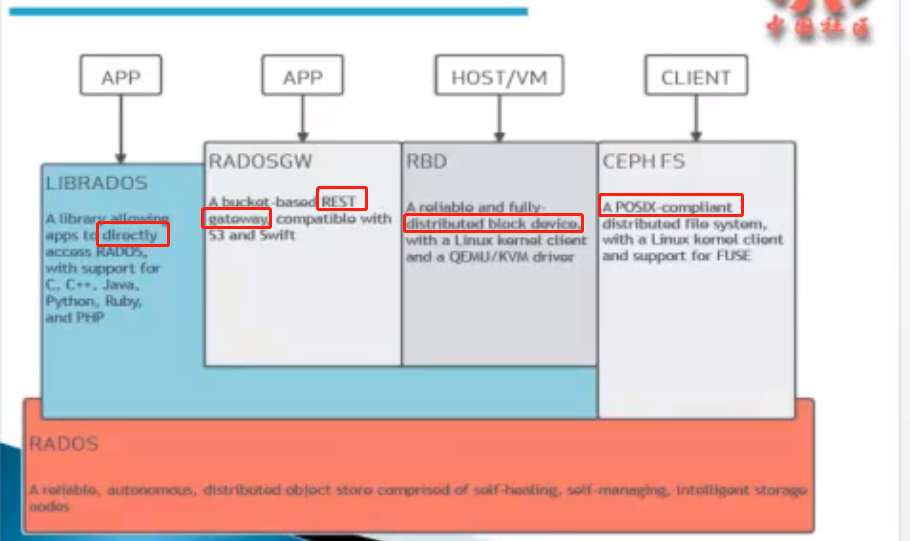 中国社区
APP
APP
HOST/VM
CLIENT
LIBRADOS
A library allowing
apps to directly
access RADOS,
with support for
C, C++, Java,
Python, Ruby,
and PHP
RADOSGW
A bucket-based REST
gateway, compatible with
S3 and Swift
RBD
A reliable and fully-
distributed block device,
with a Linux kernel client
and a QEMU/KVM driver
CEPH FS
A POSIX-compliant
distributed file system,
with a Linux kernel client
and support for FUSE
RADOS
A reliable, autonomous, distributed object store comprised of self-healing, self-managing, intelligent storage
nodes